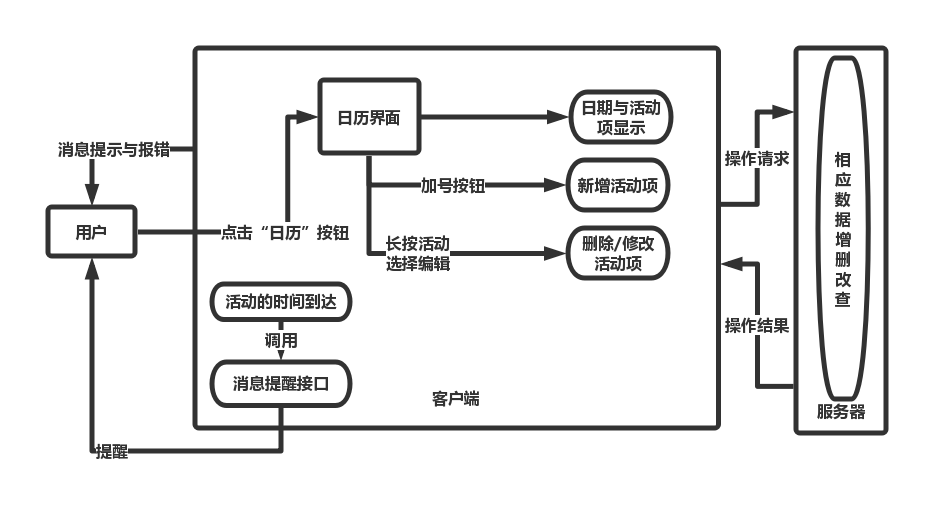 日历界面
日期与活动
项显示
消息提示与报错
操作请求
加号按钮
新增活动项
用户
点击“日历”按钮
长按活动
选择编辑
删除/修改
活动项
相应数据增删改查
活动的时间到达
调用
操作结果
消息提醒接口
客户端
服务器
提醒